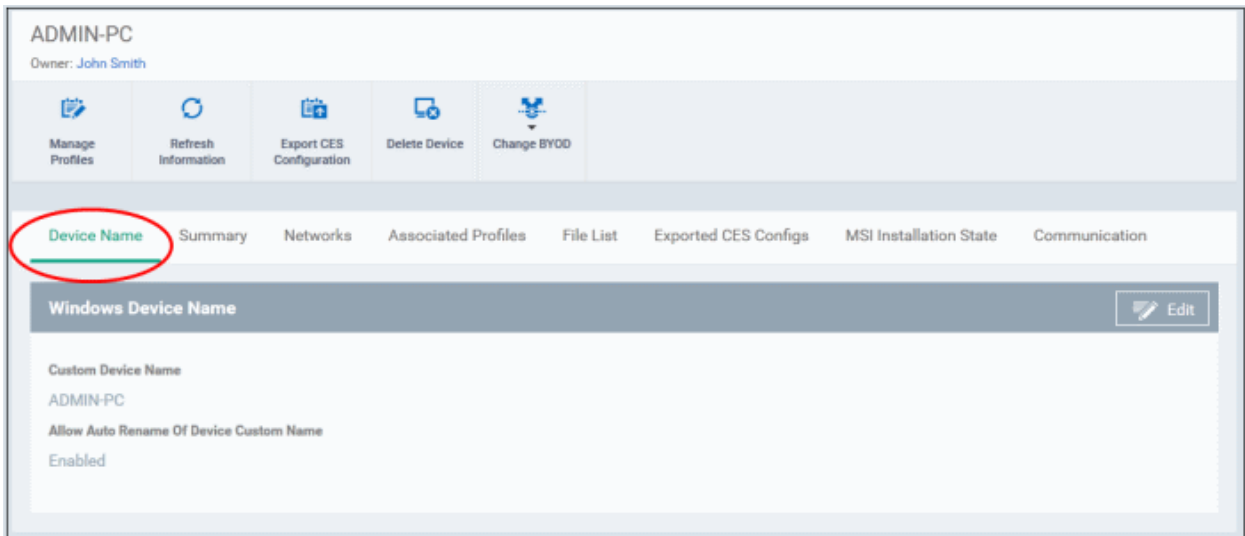 ADMIN-PC
Owner: John Smith
Manage Profiles
Refresh Information
Export CES Configuration
Delete Device
Change BYOD
Device Name Summary Networks Associated Profiles File List Exported CES Configs MSI Installation State Communication
Windows Device Name Edit
Custom Device Name
ADMIN-PC
Allow Auto Rename Of Device Custom Name
Enabled